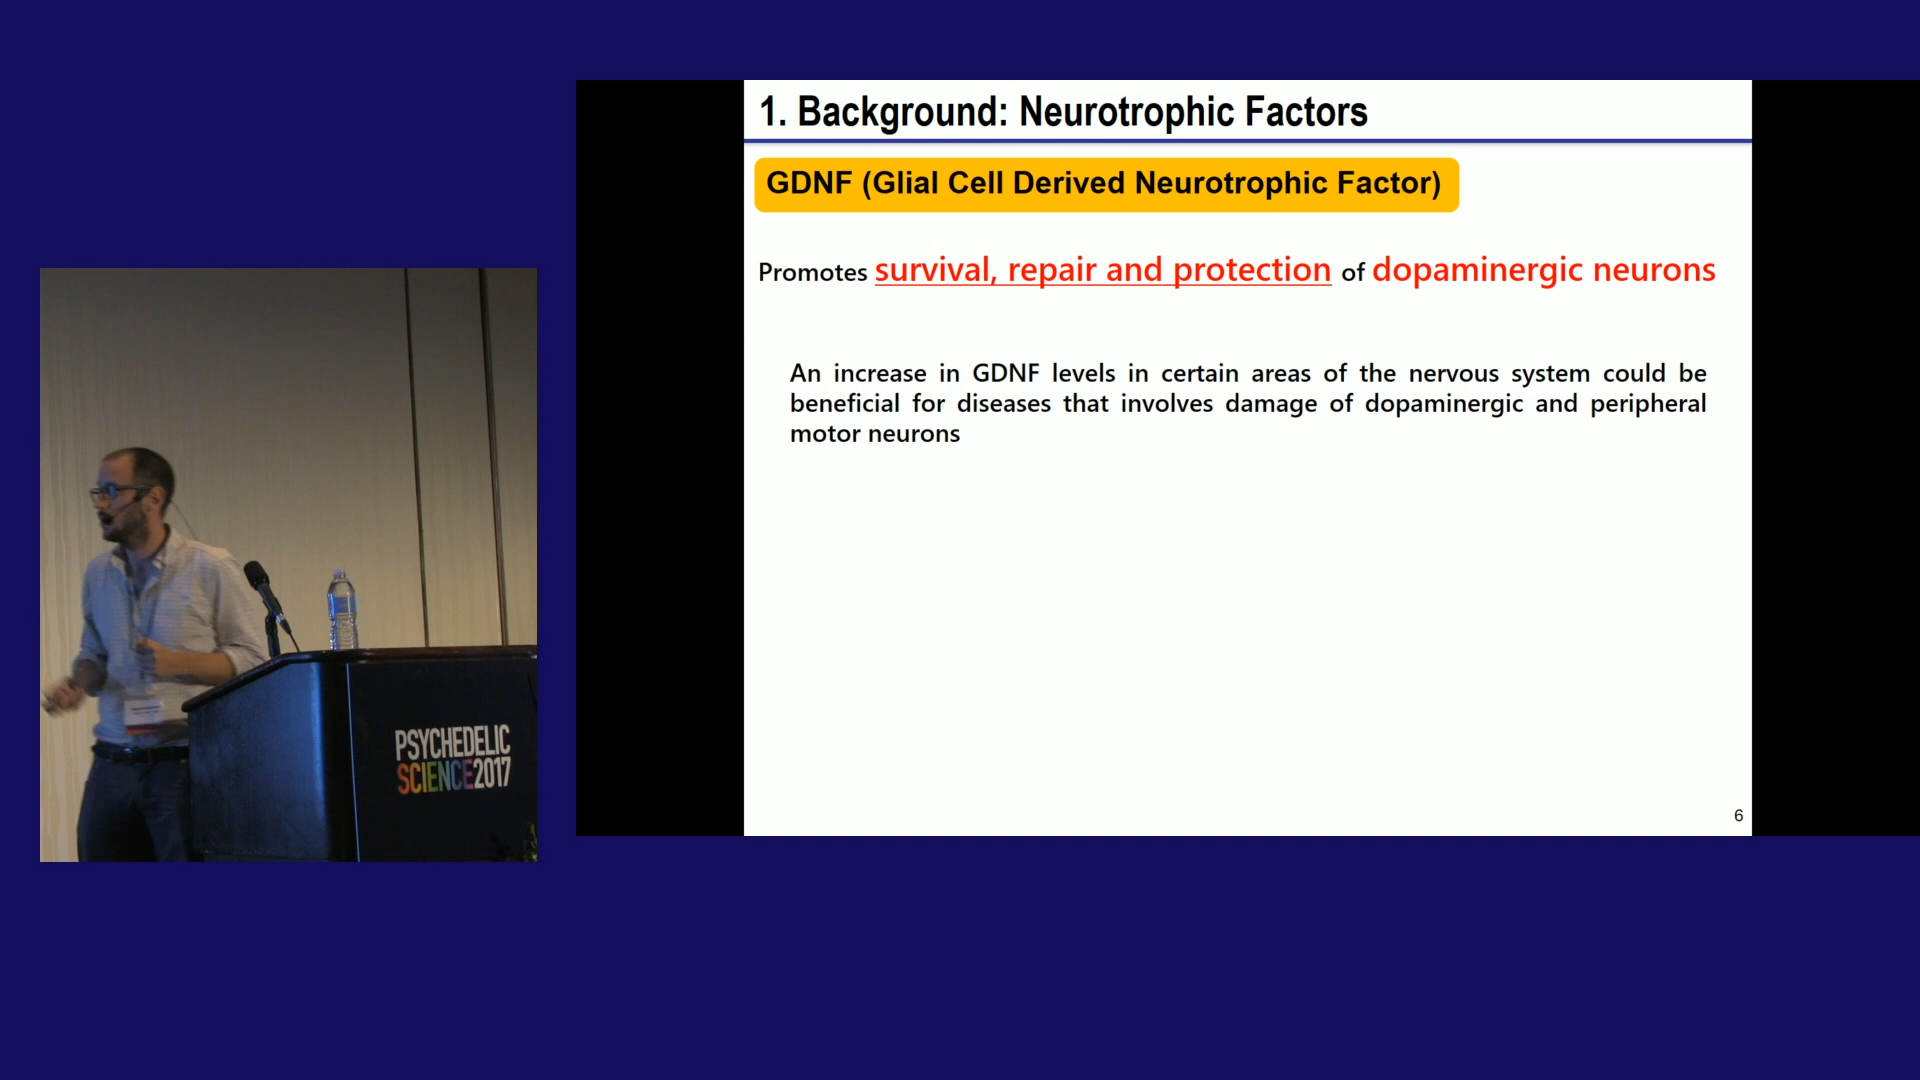 1. Background: Neurotrophic Factors
GDNF (Glial Cell Derived Neurotrophic Factor)
Promotes survival, repair and protection of dopaminergic neurons
An increase in GDNF levels in certain areas of the nervous system could be
beneficial for diseases that involves damage of dopaminergic and peripheral
motor neurons
6
PSYCHEDELIC
SCIENCE2017